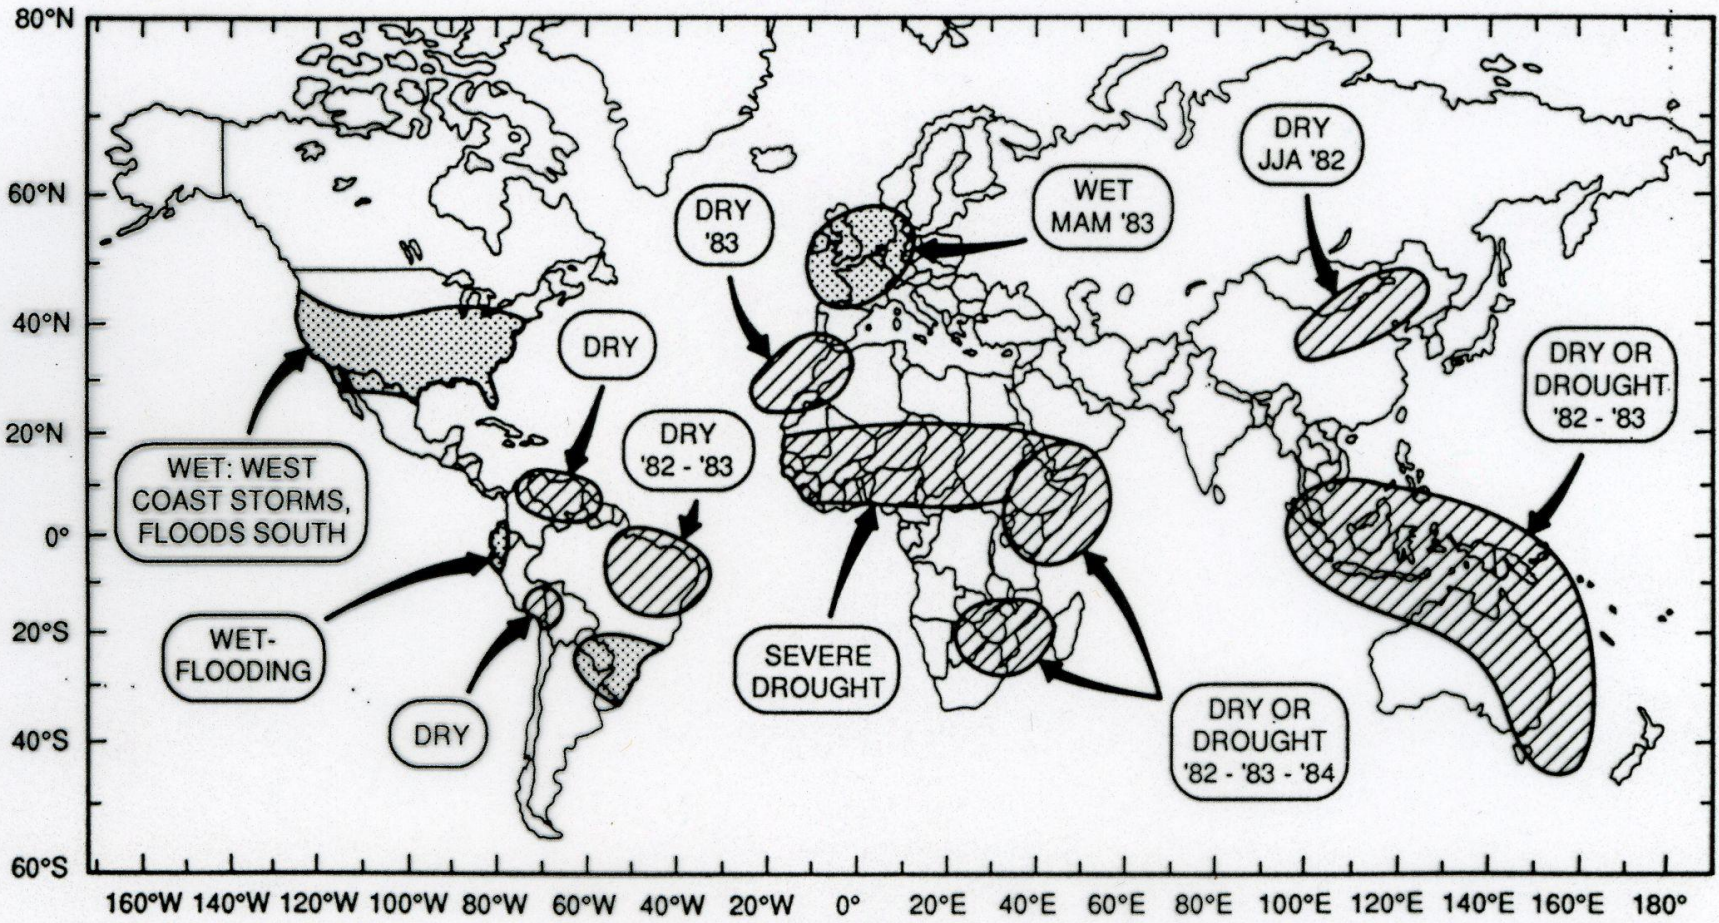 80°N
60°N
40°N
20°N
0°
20°S
40°S
60°S
DRY
JJA '82
WET
MAM '83
DRY
'83
DRY
DRY OR
DROUGHT
'82 - '83
DRY
'82 - '83
WET: WEST
COAST STORMS,
FLOODS SOUTH
WET-
FLOODING
SEVERE
DROUGHT
DRY
DRY OR
DROUGHT
'82 - '83 - '84
160°W 140°W 120°W 100°W 80°W 60°W 40°W 20°W 0° 20°E 40°E 60°E 80°E 100°E 120°E 140°E 160°E 180°